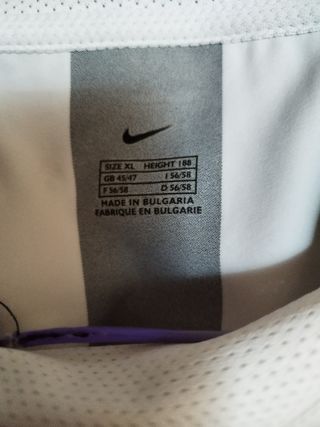 SIZE XL HEIGHT 188
GB 45/47 I 56/58
F 56/58 D 56/58
MADE IN BULGARIA
FABRIQUE EN BULGARIE